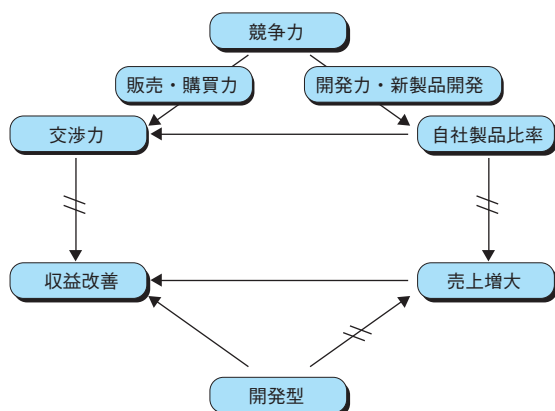 競争力
販売・購買力
開発力・新製品開発
交渉力
自社製品比率
収益改善
売上増大
開発型